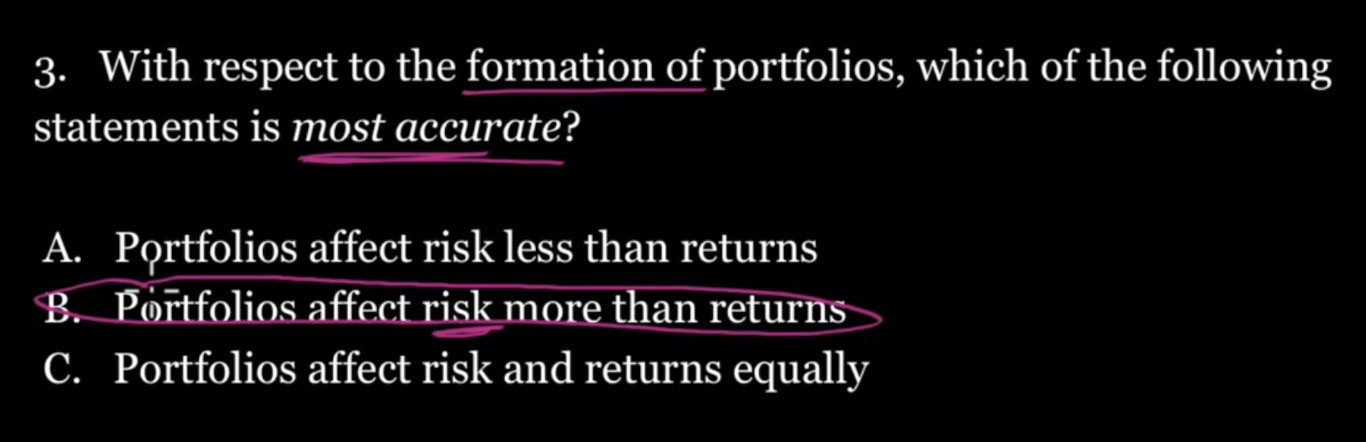 3. With respect to the formation of portfolios, which of the following
statements is most accurate?
A. Portfolios affect risk less than returns
B. Portfolios affect risk more than returns
C. Portfolios affect risk and returns equally